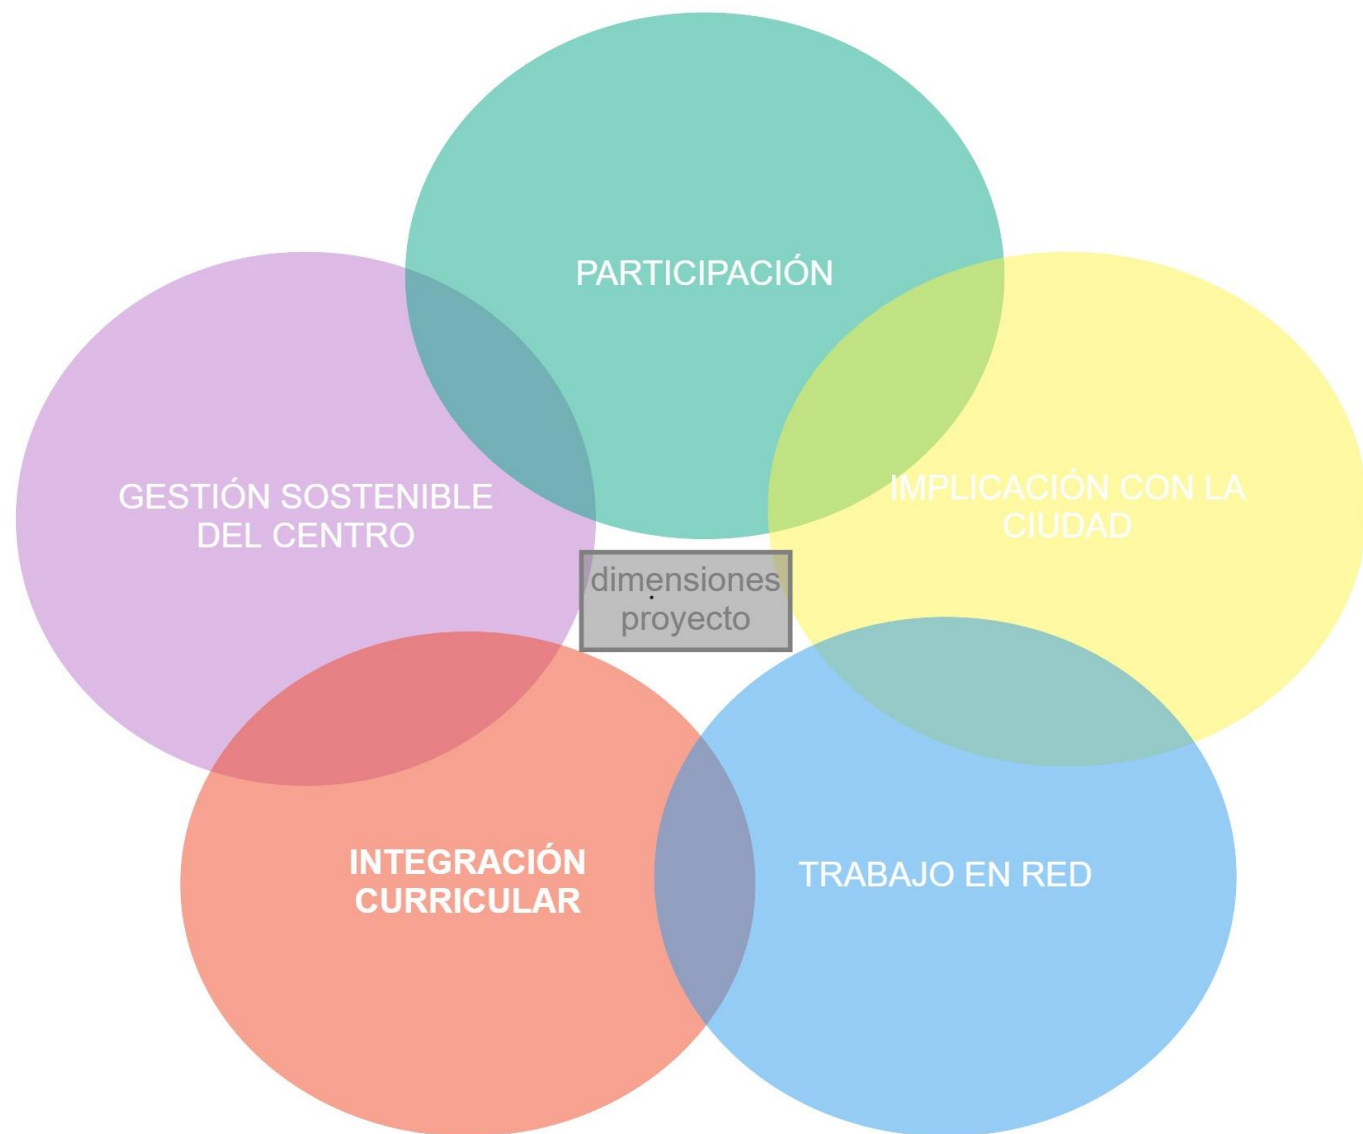 PARTICIPACIÓN
GESTIÓN SOSTENIBLE
DEL CENTRO
IMPLICACIÓN CON LA
CIUDAD
dimensiones
proyecto
INTEGRACIÓN
CURRICULAR
TRABAJO EN RED